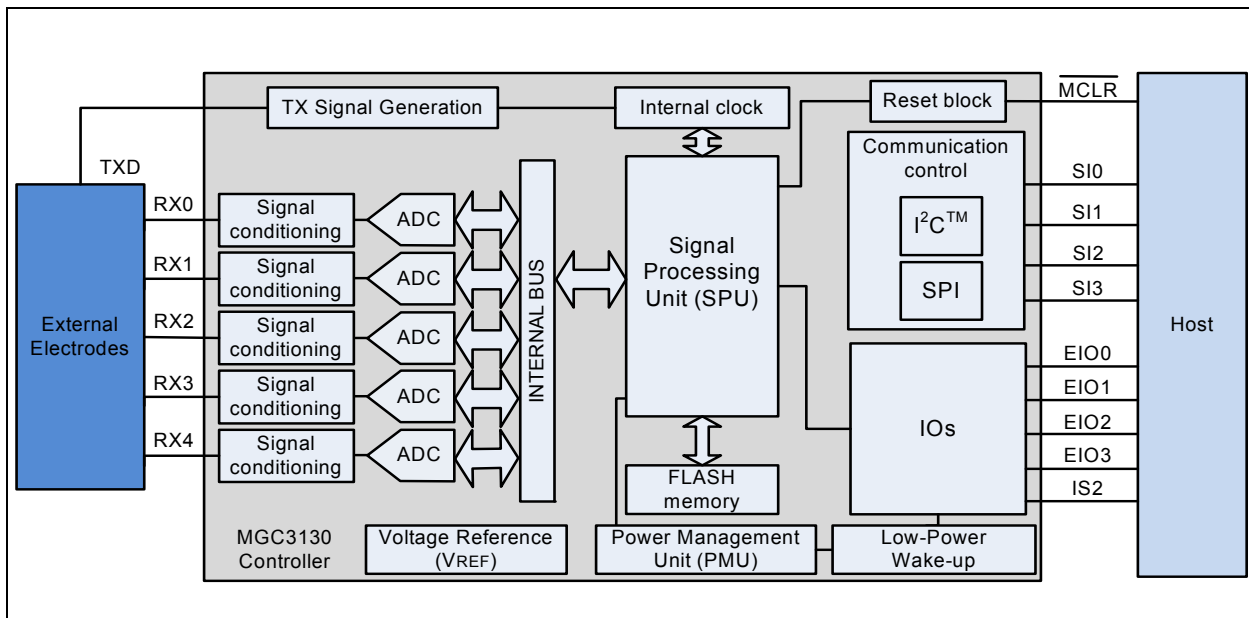 TX Signal Generation
Internal clock
Reset block
MCLR
TXD
External
Electrodes
RX0
RX1
RX2
RX3
RX4
Signal
conditioning
ADC
Signal
conditioning
ADC
Signal
conditioning
ADC
Signal
conditioning
ADC
Signal
conditioning
ADC
INTERNAL BUS
Signal
Processing
Unit (SPU)
FLASH
memory
Communication
control
I²C™
SPI
SI0
SI1
SI2
SI3
IOs
EIO0
EIO1
EIO2
EIO3
IS2
Host
MGC3130
Controller
Voltage Reference
(VREF)
Power Management
Unit (PMU)
Low-Power
Wake-up